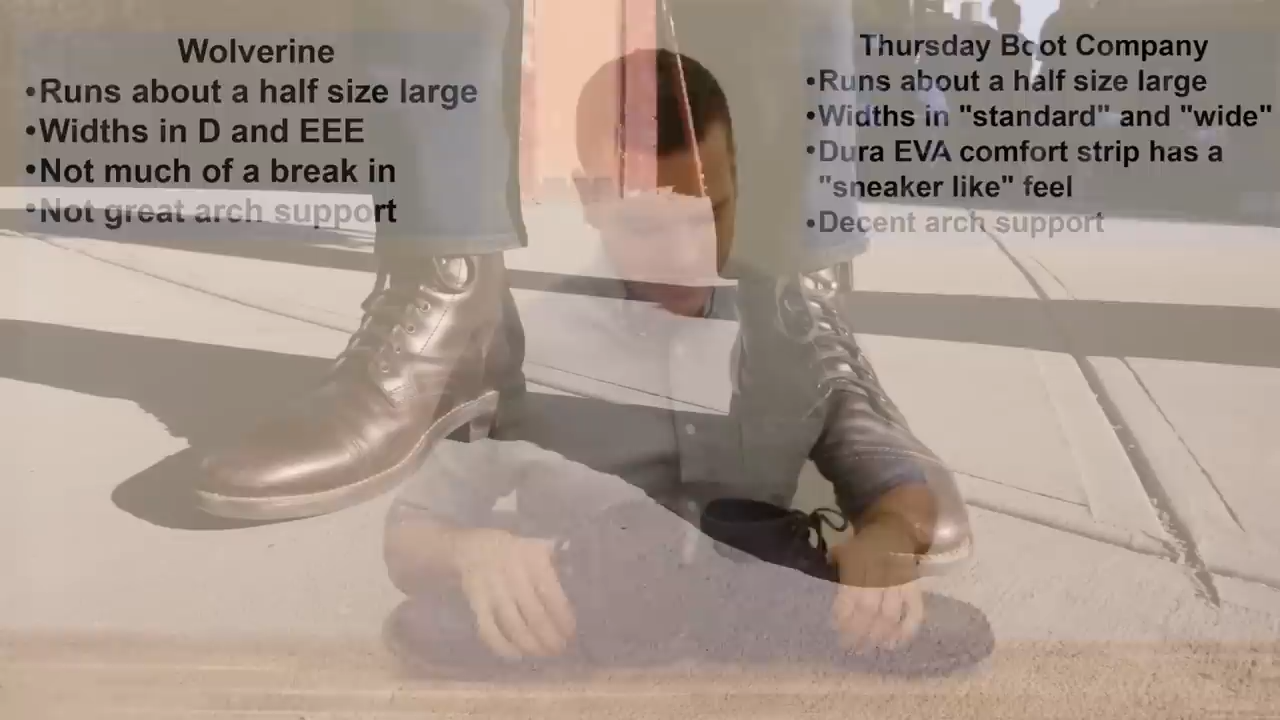 Wolverine
•Runs about a half size large
•Widths in D and EEE
•Not much of a break in
•Not great arch support
Thursday Boot Company
•Runs about a half size large
•Widths in "standard" and "wide"
•Dura EVA comfort strip has a
"sneaker like" feel
•Decent arch support